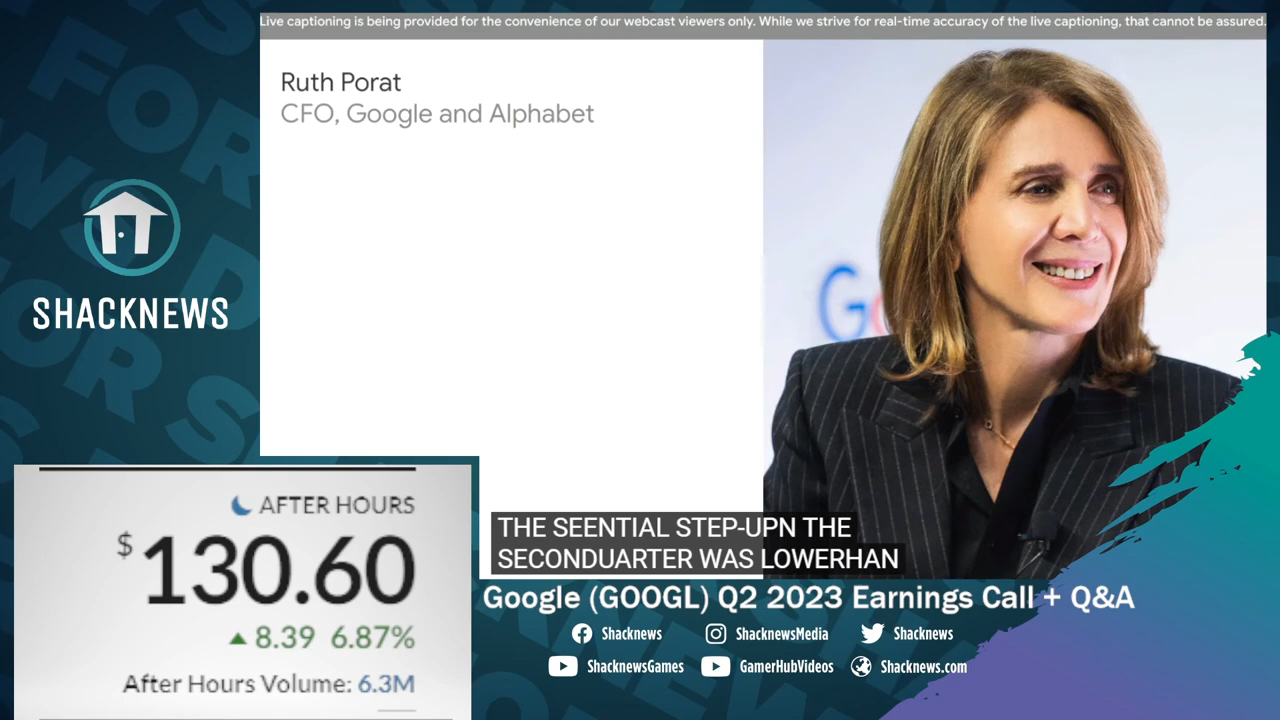 Live captioning is being provided for the convenience of our webcast viewers only. While we strive for real-time accuracy of the live captioning, that cannot be assured.
Ruth Porat
CFO, Google and Alphabet
SHACKNEWS
AFTER HOURS
$130.60
8.39 6.87%
After Hours Volume: 6.3M
THE SEENTIAL STEP-UPN THE
SECONDUARTER WAS LOWERHAN
Google (GOOGL) Q2 2023 Earnings Call + Q&A
Shacknews ShacknewsMedia Shacknews
ShacknewsGames GamerHubVideos Shacknews.com